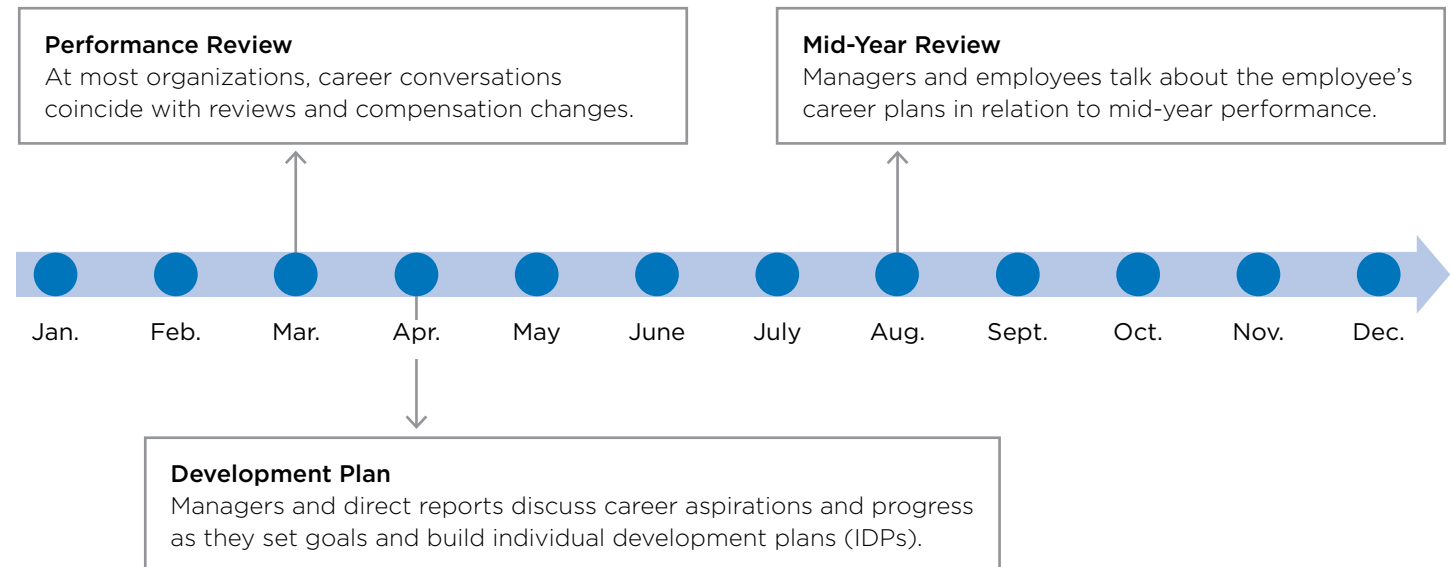 Performance Review
At most organizations, career conversations
coincide with reviews and compensation changes.
Mid-Year Review
Managers and employees talk about the employee’s
career plans in relation to mid-year performance.
Jan. Feb. Mar. Apr. May June July Aug. Sept. Oct. Nov. Dec.
Development Plan
Managers and direct reports discuss career aspirations and progress
as they set goals and build individual development plans (IDPs).